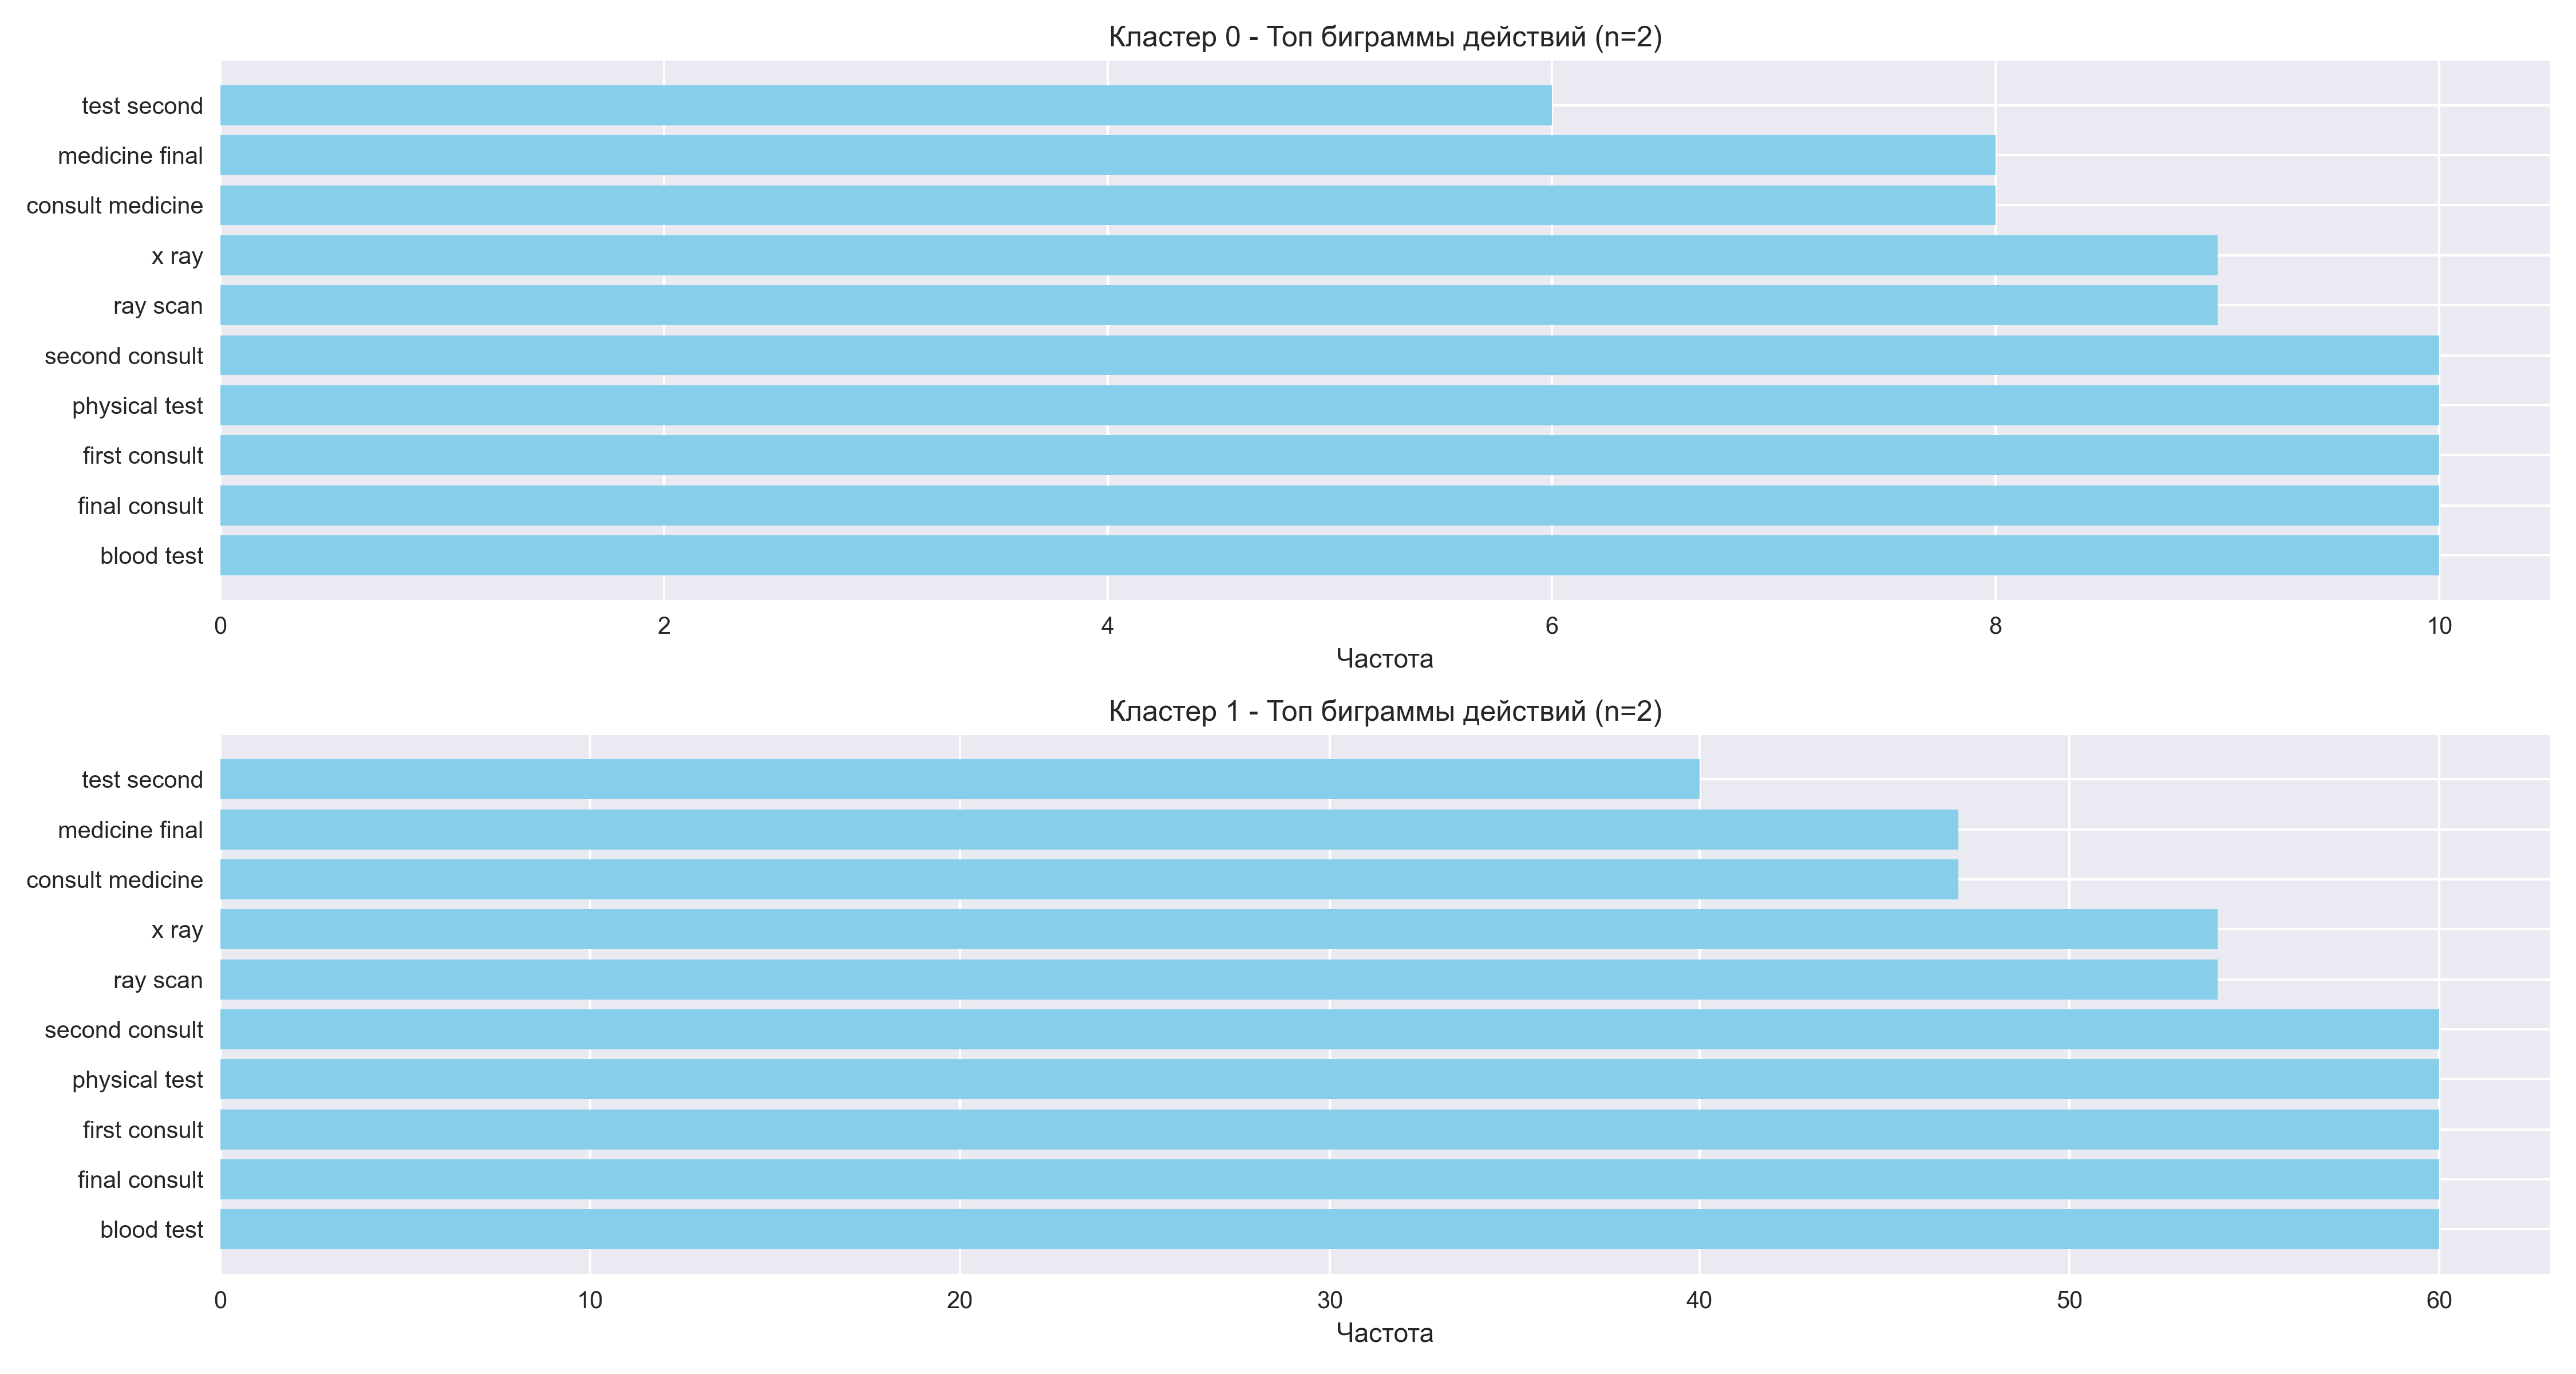 Кластер 0 - Топ биграммы действий (n=2)
test second
medicine final
consult medicine
x ray
ray scan
second consult
physical test
first consult
final consult
blood test
0 2 4 6 8 10
Частота
Кластер 1 - Топ биграммы действий (n=2)
test second
medicine final
consult medicine
x ray
ray scan
second consult
physical test
first consult
final consult
blood test
0 10 20 30 40 50 60
Частота